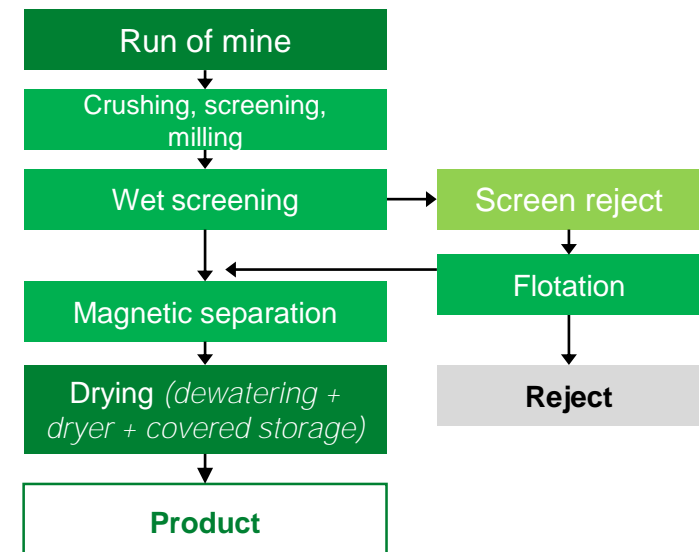 Run of mine
Crushing, screening,
milling
Wet screening
Screen reject
Flotation
Magnetic separation
Drying (dewatering +
dryer + covered storage)
Reject
Product